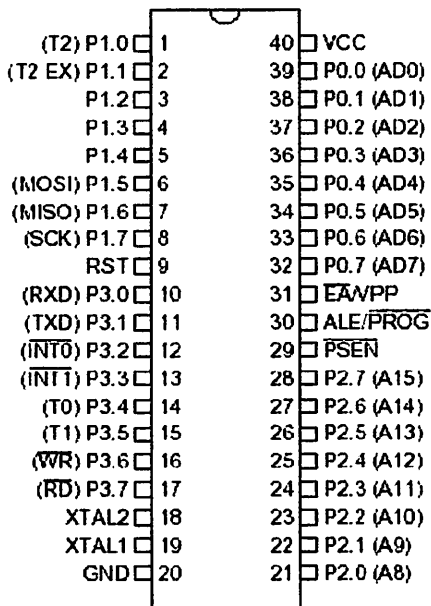 (T2) P1.0 1 40 VCC
(T2 EX) P1.1 2 39 P0.0 (AD0)
P1.2 3 38 P0.1 (AD1)
P1.3 4 37 P0.2 (AD2)
P1.4 5 36 P0.3 (AD3)
(MOSI) P1.5 6 35 P0.4 (AD4)
(MISO) P1.6 7 34 P0.5 (AD5)
(SCK) P1.7 8 33 P0.6 (AD6)
RST 9 32 P0.7 (AD7)
(RXD) P3.0 10 31 E̅A̅/VPP
(TXD) P3.1 11 30 ALE/P̅R̅O̅G̅
(I̅N̅T̅0̅) P3.2 12 29 P̅S̅E̅N̅
(I̅N̅T̅1̅) P3.3 13 28 P2.7 (A15)
(T0) P3.4 14 27 P2.6 (A14)
(T1) P3.5 15 26 P2.5 (A13)
(W̅R̅) P3.6 16 25 P2.4 (A12)
(R̅D̅) P3.7 17 24 P2.3 (A11)
XTAL2 18 23 P2.2 (A10)
XTAL1 19 22 P2.1 (A9)
GND 20 21 P2.0 (A8)